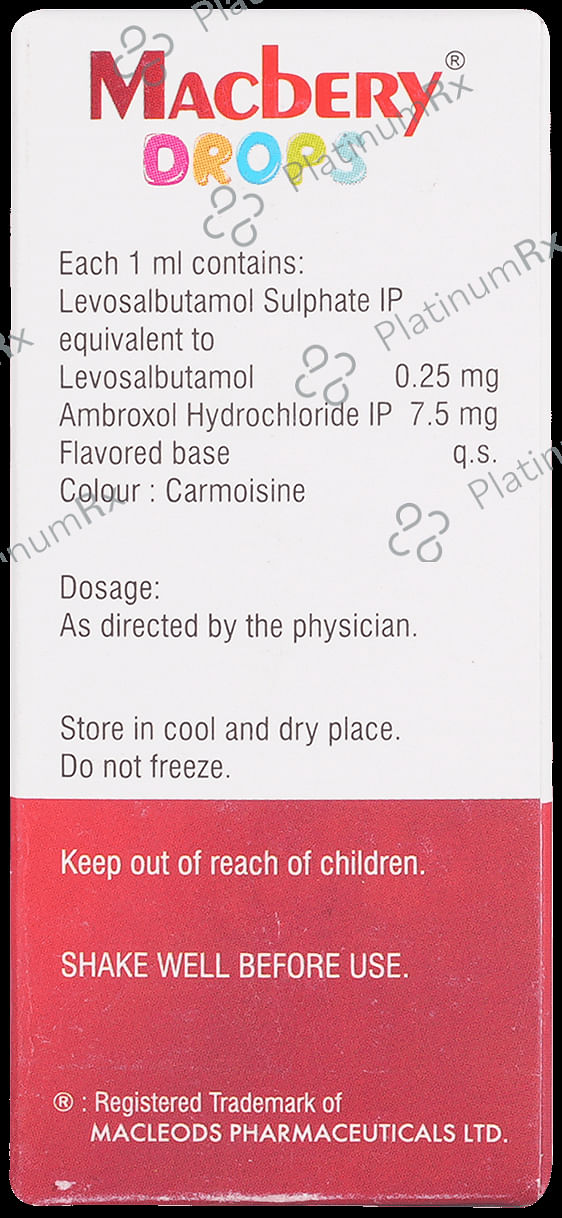 Macbery®
DROPS
Each 1 ml contains:
Levosalbutamol Sulphate IP
equivalent to
Levosalbutamol 0.25 mg
Ambroxol Hydrochloride IP 7.5 mg
Flavored base q.s.
Colour : Carmoisine
Dosage:
As directed by the physician.
Store in cool and dry place.
Do not freeze.
Keep out of reach of children.
SHAKE WELL BEFORE USE.
® : Registered Trademark of
MACLEODS PHARMACEUTICALS LTD.
PlatinumRx
PlatinumRx
PlatinumRx